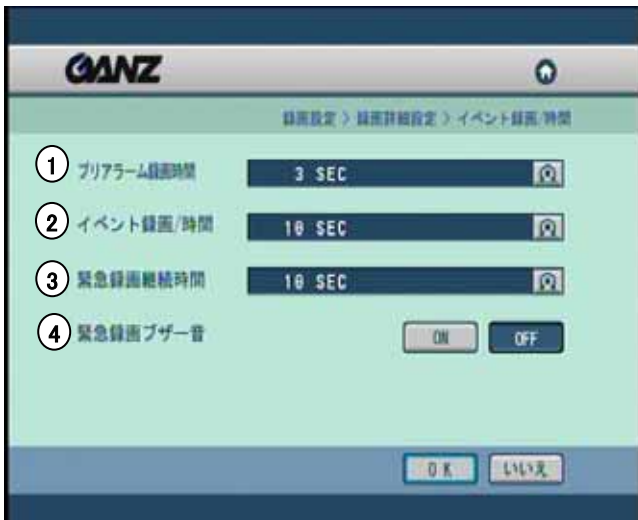 GANZ
録画設定 > 録画詳細設定 > イベント録画/時間
① プリアラーム録画時間 3 SEC
② イベント録画/時間 10 SEC
③ 緊急録画継続時間 10 SEC
④ 緊急録画ブザー音 ON OFF
OK いいえ